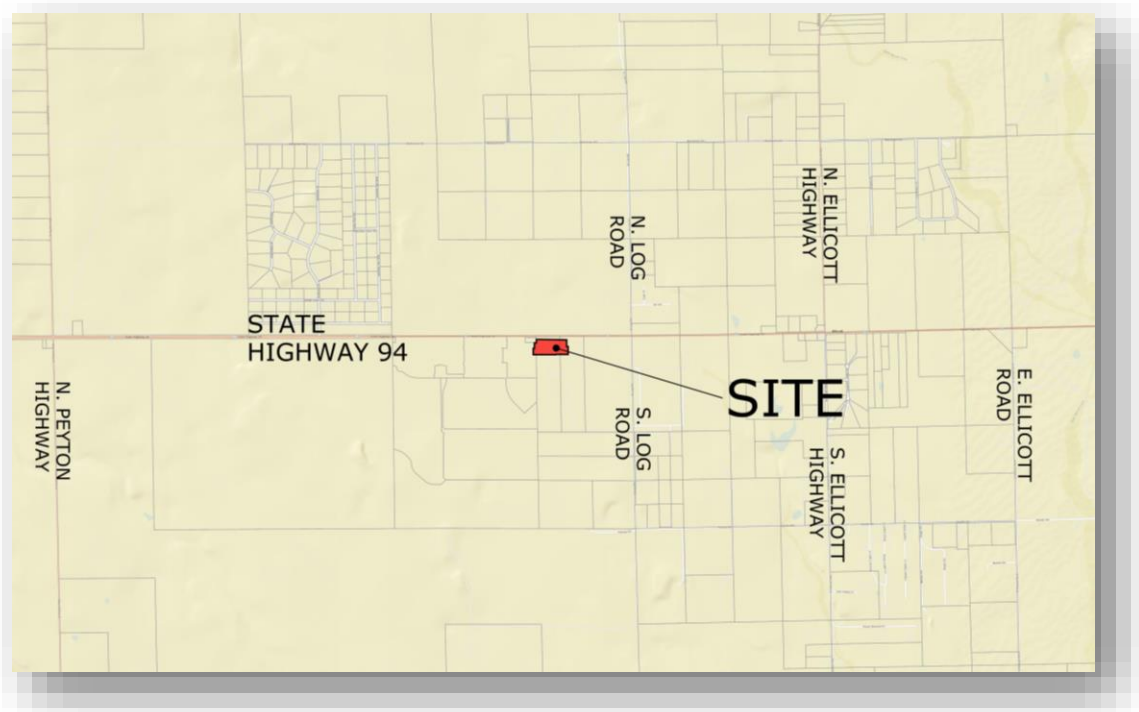 N. ELLICOTT
HIGHWAY
N. LOG
ROAD
STATE
HIGHWAY 94
SITE
N. PEYTON
HIGHWAY
S. LOG
ROAD
E. ELLICOTT
ROAD
S. ELLICOTT
HIGHWAY